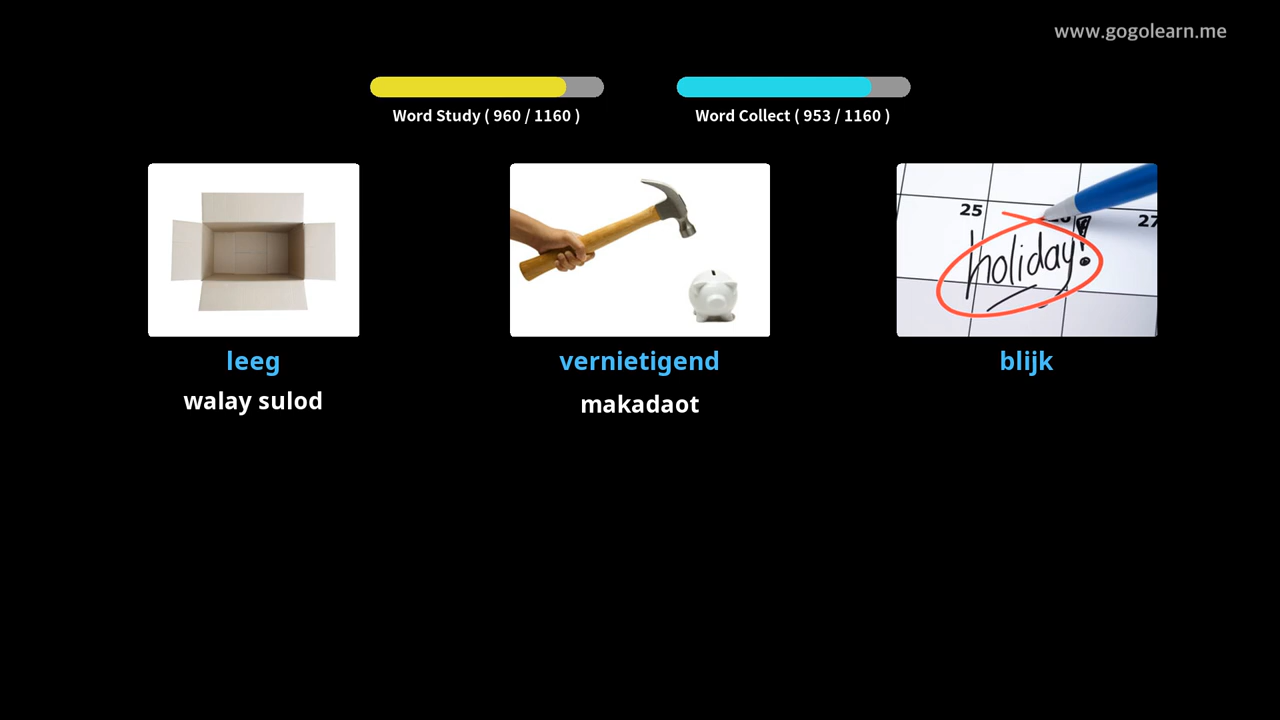 www.gogolearn.me
Word Study ( 960 / 1160 )
Word Collect ( 953 / 1160 )
25
27
holiday!
leeg
vernietigend
blijk
walay sulod
makadaot